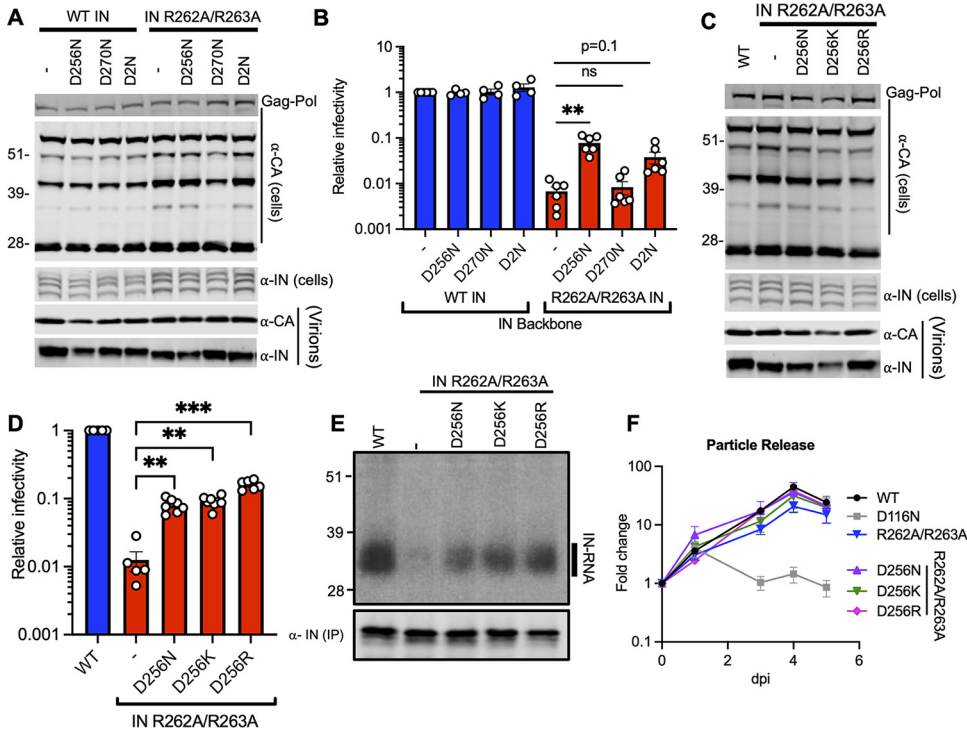 A
WT IN
IN R262A/R263A
-
D256N
D270N
D2N
-
D256N
D270N
D2N
Gag-Pol
51-
39-
28-
α-CA (cells)
α-IN (cells)
α-CA
α-IN
(Virions)
B
Relative infectivity
10
1
0.1
0.01
0.001
p=0.1
ns
**
-
D256N
D270N
D2N
-
D256N
D270N
D2N
WT IN
R262A/R263A IN
IN Backbone
C
IN R262A/R263A
WT
-
D256N
D256K
D256R
Gag-Pol
51-
39-
28-
α-CA (cells)
α-IN (cells)
α-CA
α-IN
(Virions)
D
Relative infectivity
1
0.1
0.01
0.001
***
**
**
WT
-
D256N
D256K
D256R
IN R262A/R263A
E
IN R262A/R263A
WT
-
D256N
D256K
D256R
51
39
28
IN-RNA
α- IN (IP)
F
Particle Release
Fold change
100
10
1
0.1
0
2
4
6
dpi
WT
D116N
R262A/R263A
D256N
D256K
D256R
R262A/R263A